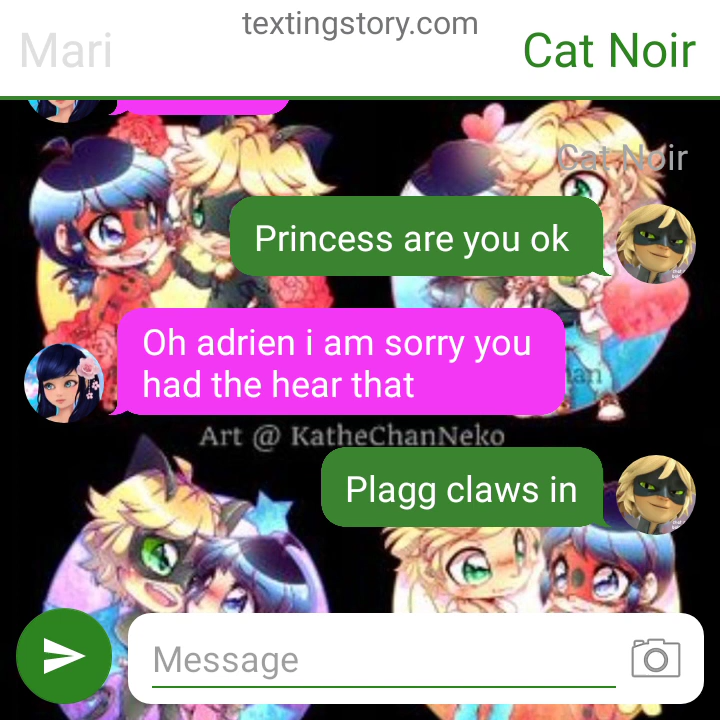 textingstory.com
Mari
Cat Noir
Cat Noir
Princess are you ok
Oh adrien i am sorry you
had the hear that
Art @ KatheChanNeko
Plagg claws in
Message